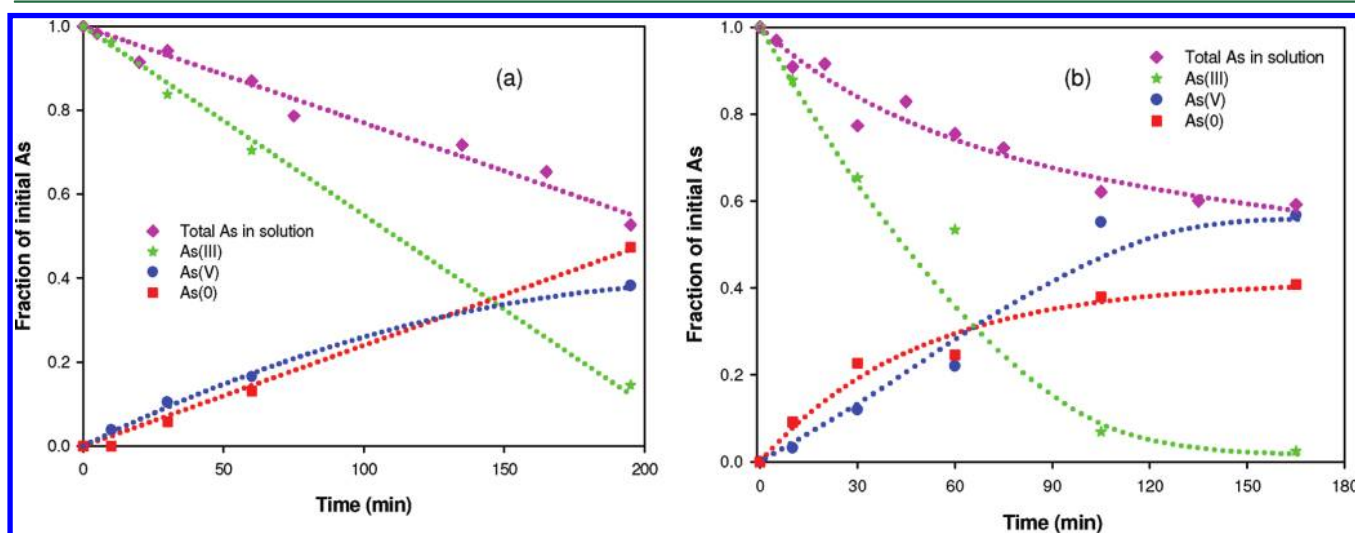 1.0
0.8
0.6
0.4
0.2
0.0
Fraction of initial As
(a)
Total As in solution
As(III)
As(V)
As(0)
0
50
100
150
200
Time (min)
1.0
0.8
0.6
0.4
0.2
0.0
Fraction of initial As
(b)
Total As in solution
As(III)
As(V)
As(0)
0
30
60
90
120
150
180
Time (min)